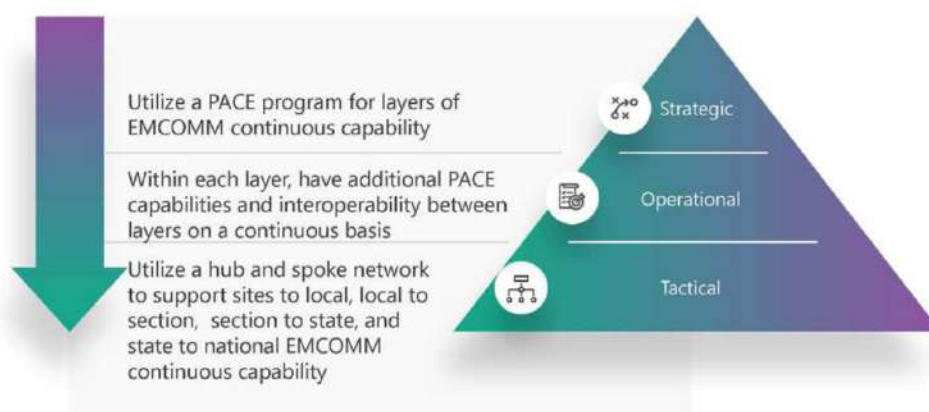 Utilize a PACE program for layers of
EMCOMM continuous capability
Strategic
Within each layer, have additional PACE
capabilities and interoperability between
layers on a continuous basis
Operational
Utilize a hub and spoke network
to support sites to local, local to
section, section to state, and
state to national EMCOMM
continuous capability
Tactical